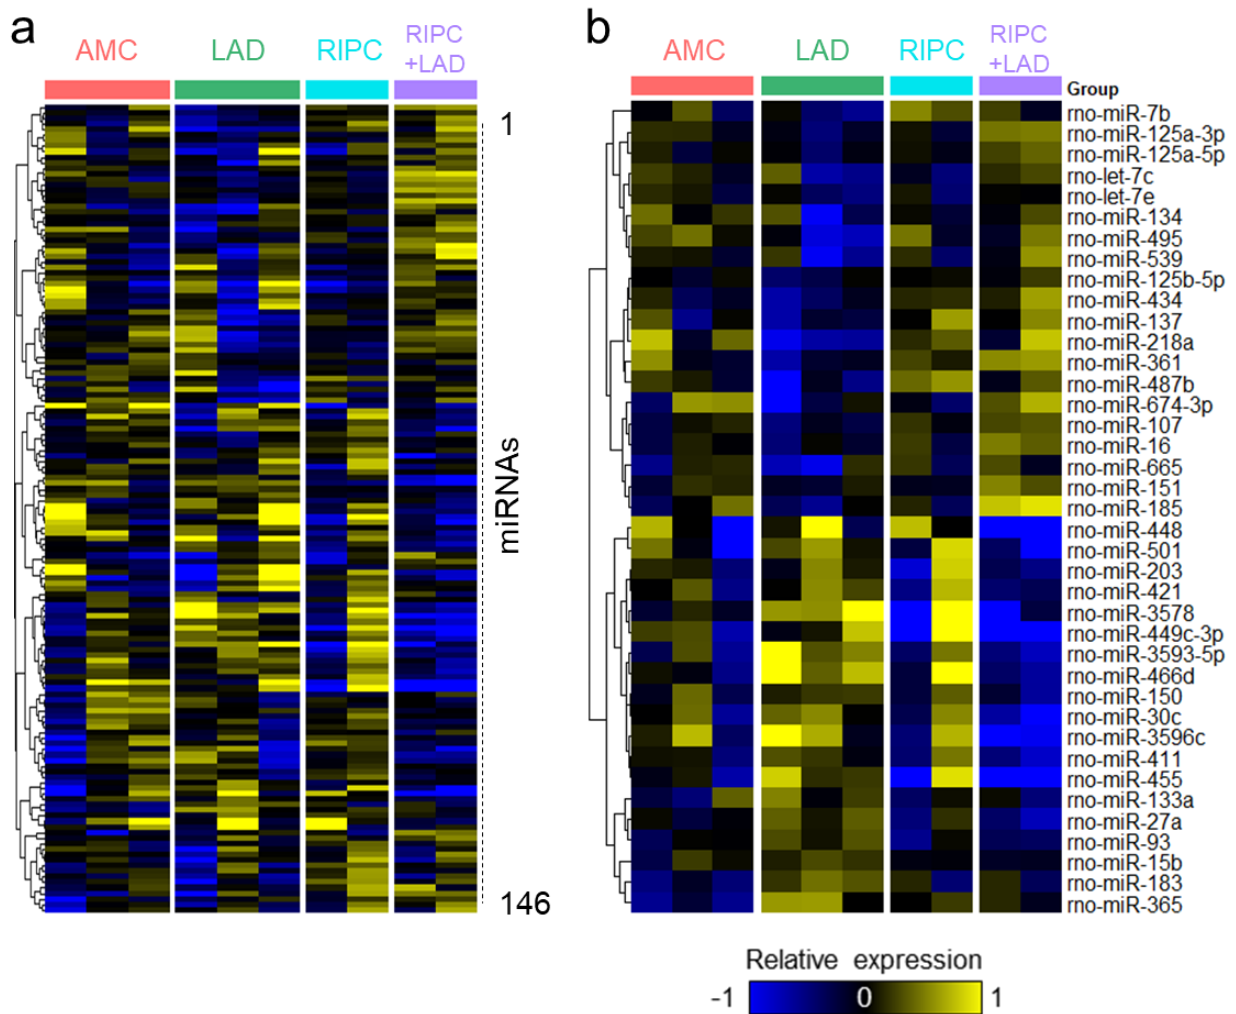 a
AMC
LAD
RIPC
RIPC
+LAD
1
miRNAs
146
b
AMC
LAD
RIPC
RIPC
+LAD
Group
rno-miR-7b
rno-miR-125a-3p
rno-miR-125a-5p
rno-let-7c
rno-let-7e
rno-miR-134
rno-miR-495
rno-miR-539
rno-miR-125b-5p
rno-miR-434
rno-miR-137
rno-miR-218a
rno-miR-361
rno-miR-487b
rno-miR-674-3p
rno-miR-107
rno-miR-16
rno-miR-665
rno-miR-151
rno-miR-185
rno-miR-448
rno-miR-501
rno-miR-203
rno-miR-421
rno-miR-3578
rno-miR-449c-3p
rno-miR-3593-5p
rno-miR-466d
rno-miR-150
rno-miR-30c
rno-miR-3596c
rno-miR-411
rno-miR-455
rno-miR-133a
rno-miR-27a
rno-miR-93
rno-miR-15b
rno-miR-183
rno-miR-365
Relative expression
-1 0 1